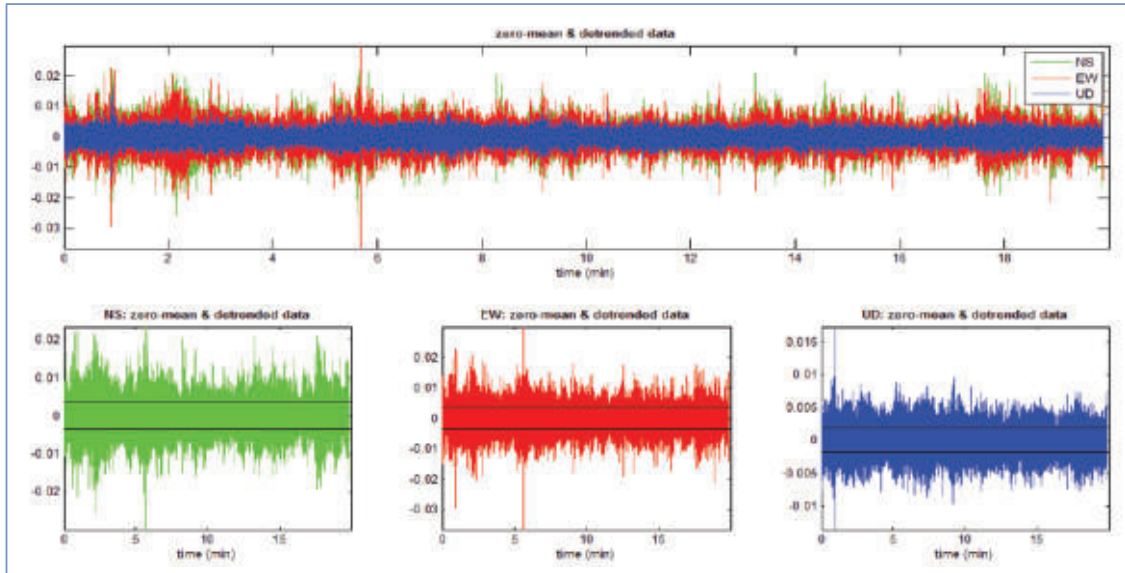 zero-mean & detrended data
NS
EW
UD
0.02
0.01
0
-0.01
-0.02
-0.03
0 2 4 6 8 10 12 14 16 18
time (min)
NS: zero-mean & detrended data
0.02
0.01
0
-0.01
-0.02
0 5 10 15
time (min)
EW: zero-mean & detrended data
0.02
0.01
0
-0.01
-0.02
-0.03
0 5 10 15
time (min)
UD: zero-mean & detrended data
0.015
0.01
0.005
0
-0.005
-0.01
0 5 10 15
time (min)